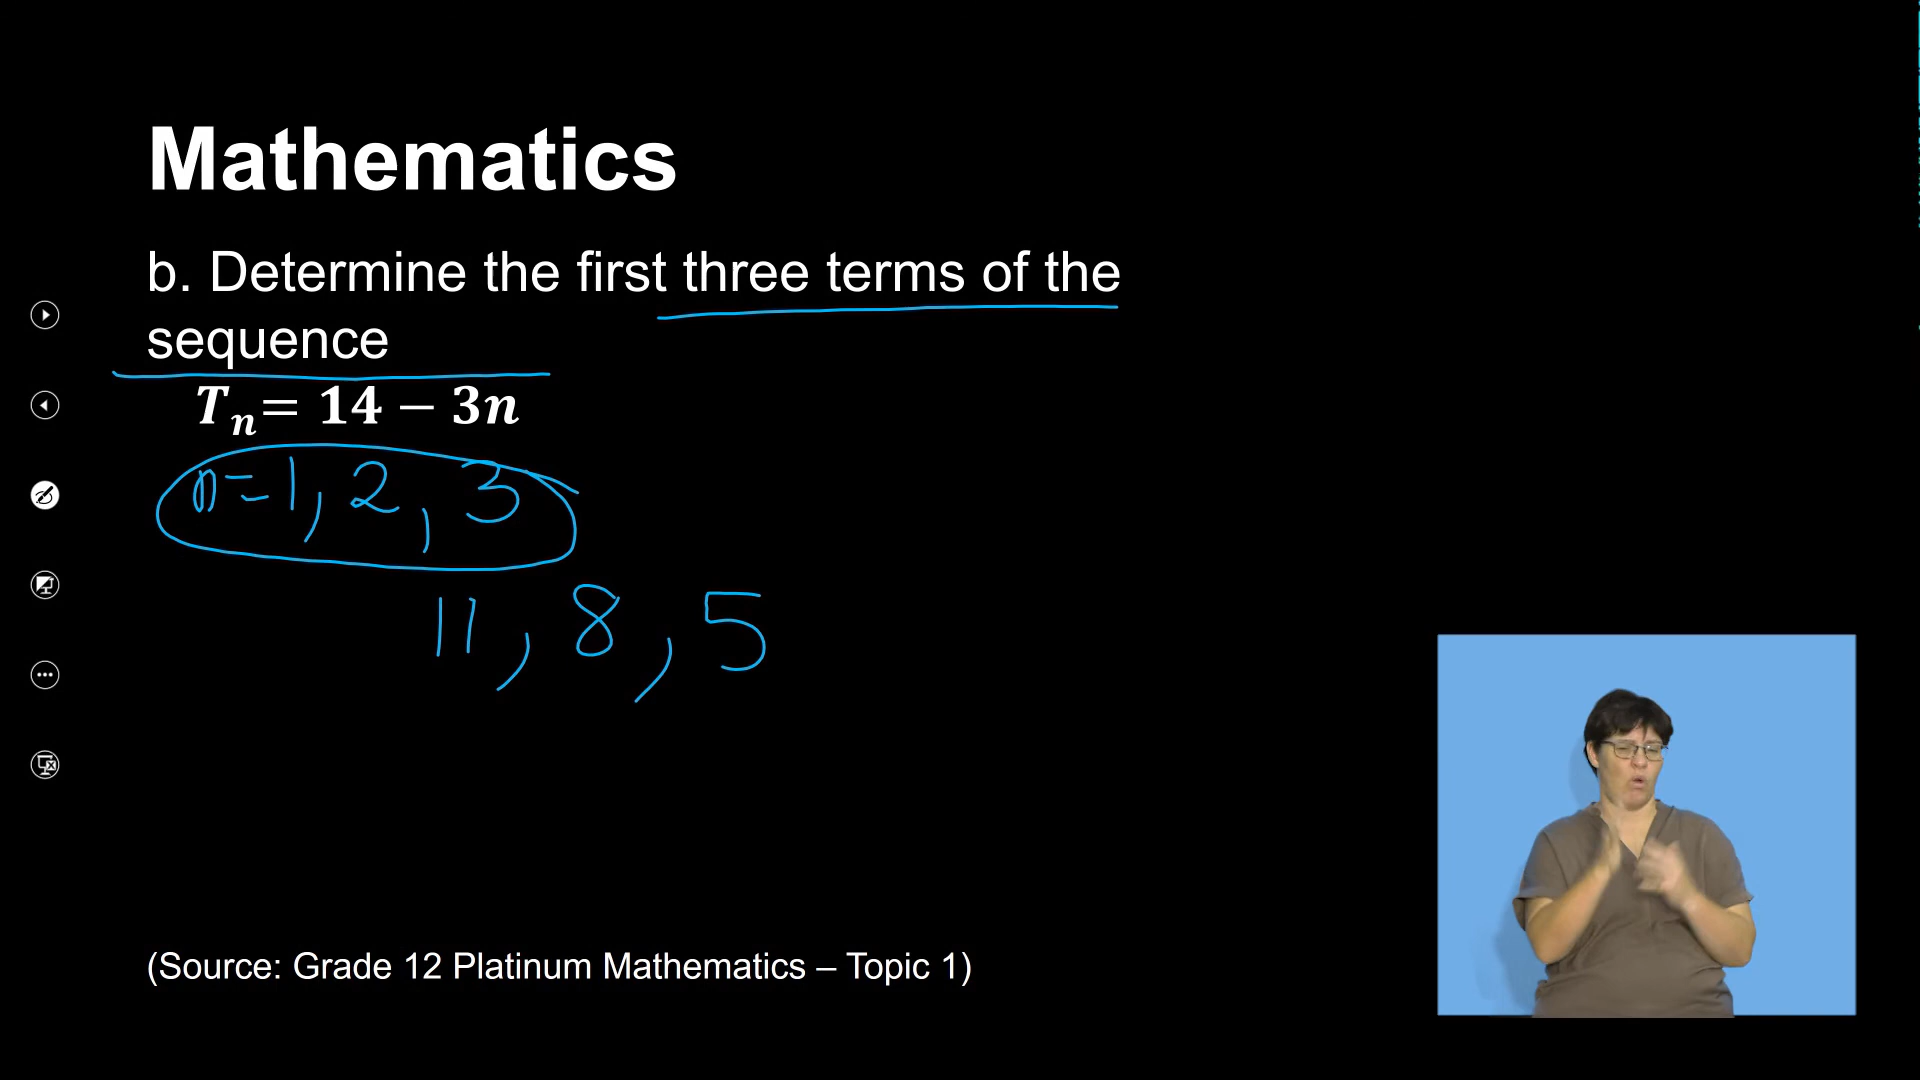 Mathematics
b. Determine the first three terms of the
sequence
Tₙ= 14 − 3n
n=1, 2, 3
11, 8, 5
(Source: Grade 12 Platinum Mathematics – Topic 1)